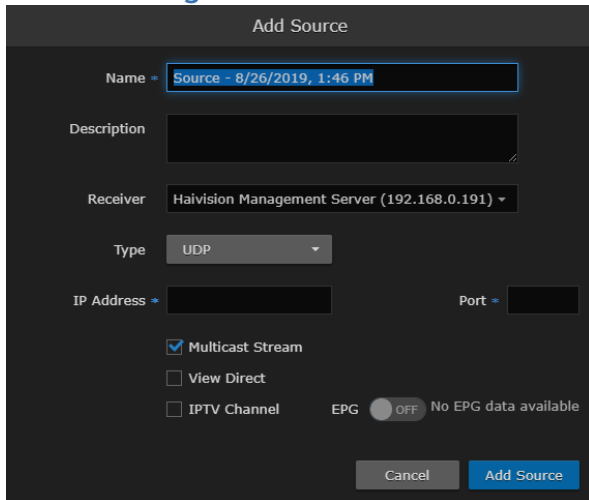 g
Add Source
Name *
Source - 8/26/2019, 1:46 PM
Description
Receiver
Haivision Management Server (192.168.0.191)
Type
UDP
IP Address *
Port *
Multicast Stream
View Direct
IPTV Channel EPG OFF No EPG data available
Cancel Add Source